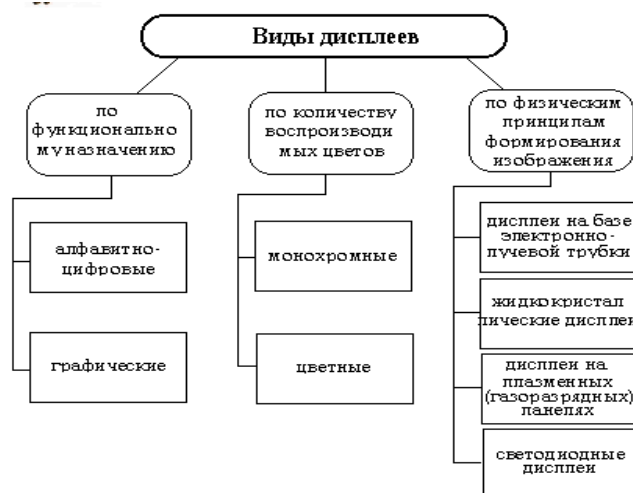 Виды дисплеев
по
функционально
му назначению
алфавитно-
цифровые
графические
по количеству
воспроизводи
мых цветов
монохромные
цветные
по физическим
принципам
формирования
изображения
дисплеи на базе
электронно-
лучевой трубки
жидкокристал
лические дисплеи
дисплеи на
плазменных
(газоразрядных)
панелях
светодиодные
дисплеи